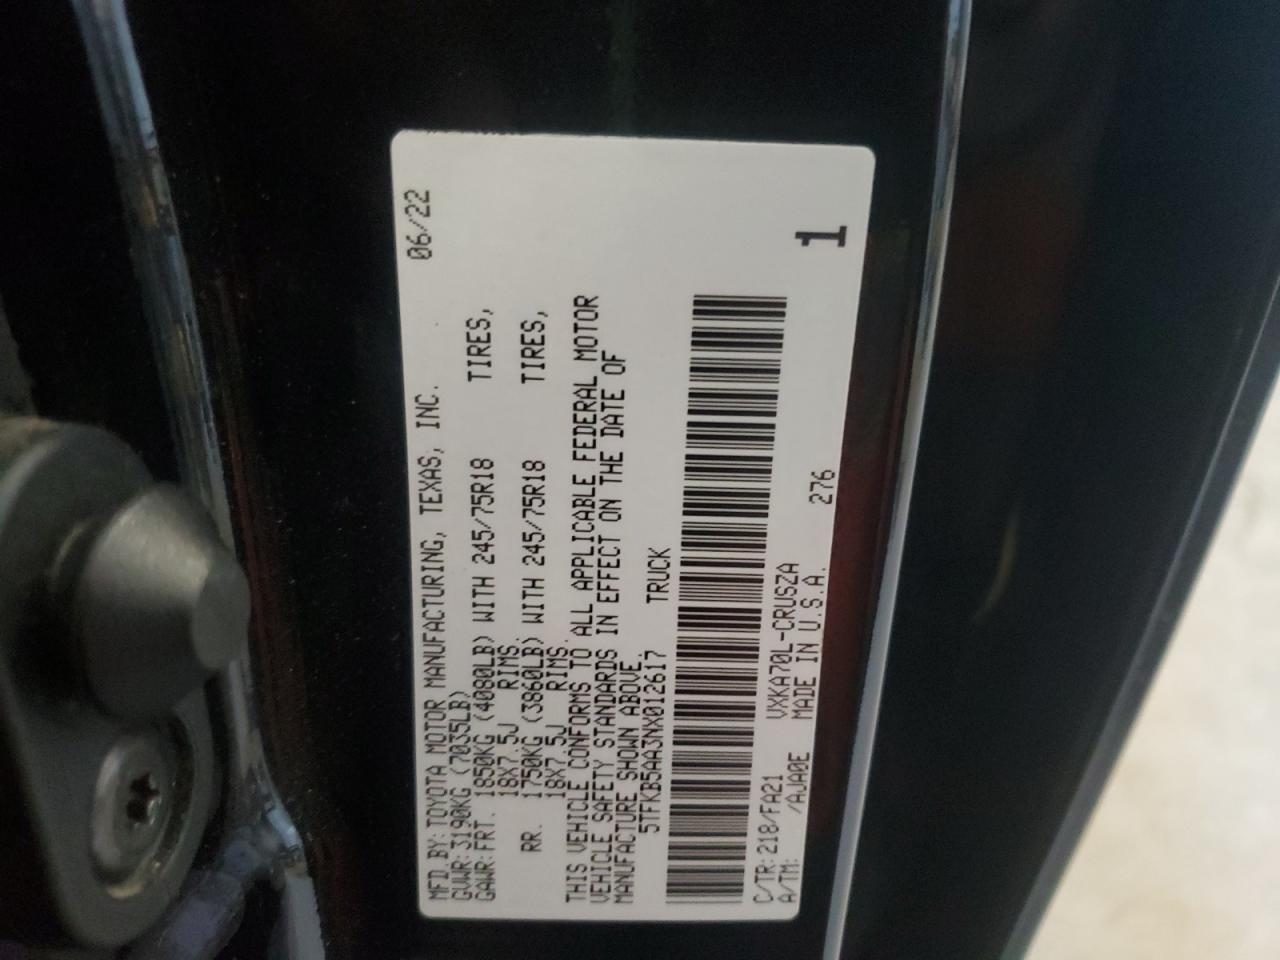 MFD.BY:TOYOTA MOTOR MANUFACTURING, TEXAS, INC. 06/22
GVWR:3190KG (7035LB)
GAWR:FRT. 1850KG (4080LB) WITH 245/75R18 TIRES,
18X7.5J RIMS.
RR. 1750KG (3860LB) WITH 245/75R18 TIRES,
18X7.5J RIMS.
THIS VEHICLE CONFORMS TO ALL APPLICABLE FEDERAL MOTOR
VEHICLE SAFETY STANDARDS IN EFFECT ON THE DATE OF
MANUFACTURE SHOWN ABOVE.
5TFKB5AA3NX012617 TRUCK
C/TR:218/FA21 VXKA70L-CRUSZA
A/TM: /AJA0E MADE IN U.S.A. 276 1